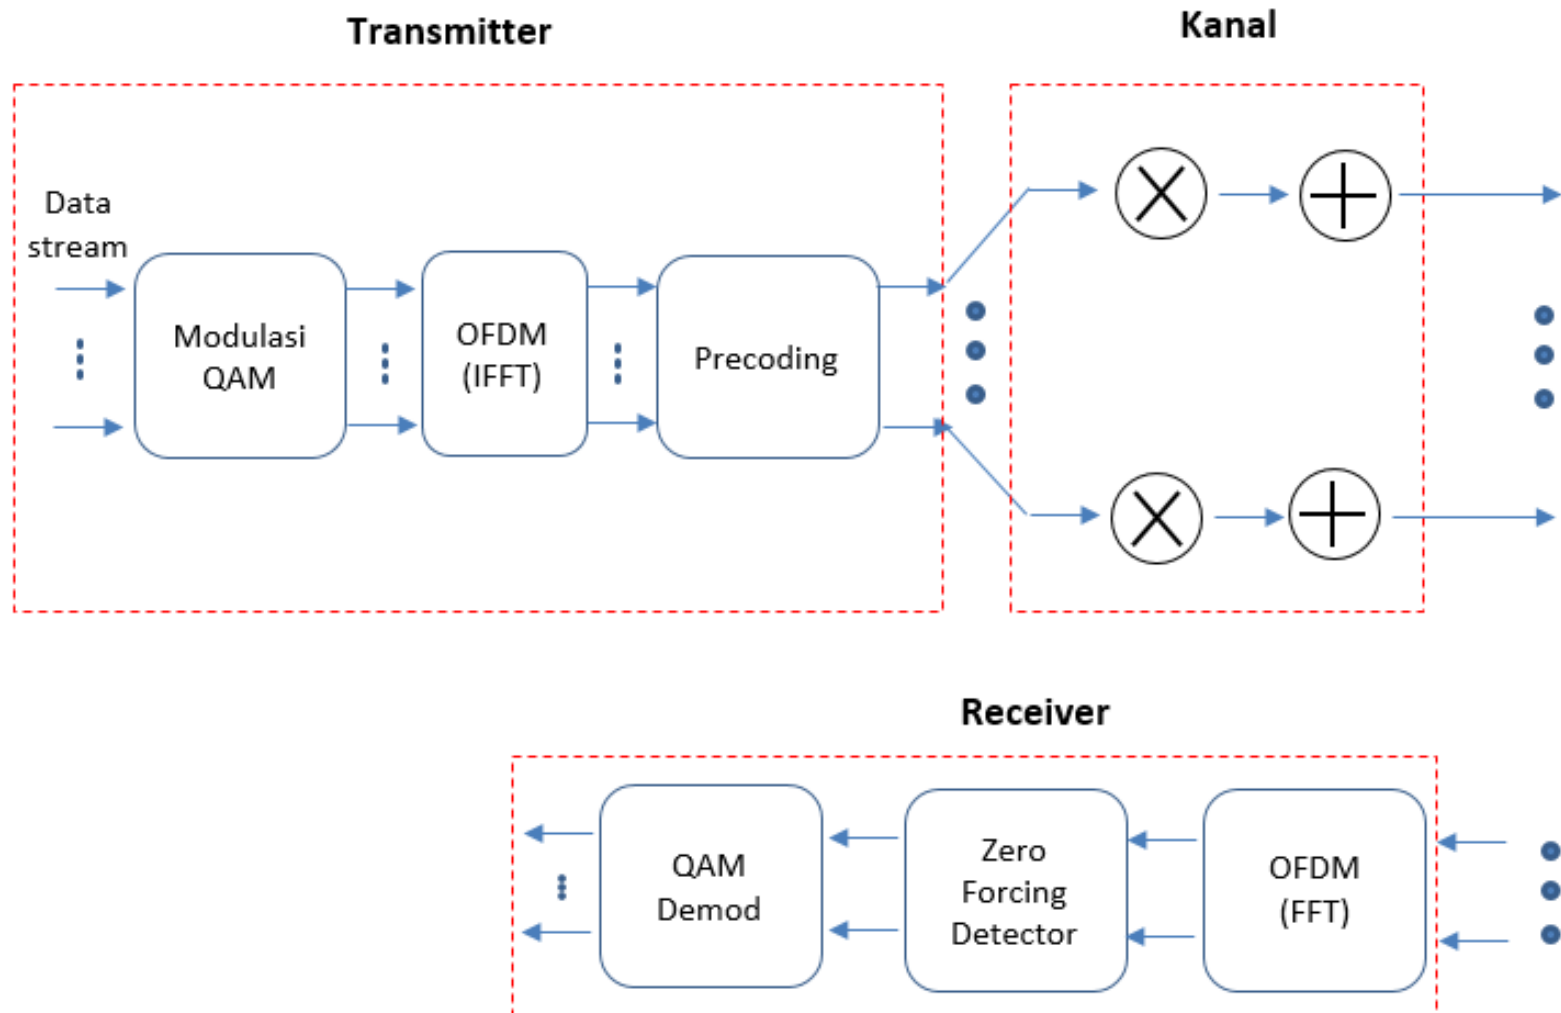 Transmitter
Kanal
Data
stream
Modulasi
QAM
OFDM
(IFFT)
Precoding
Receiver
QAM
Demod
Zero
Forcing
Detector
OFDM
(FFT)